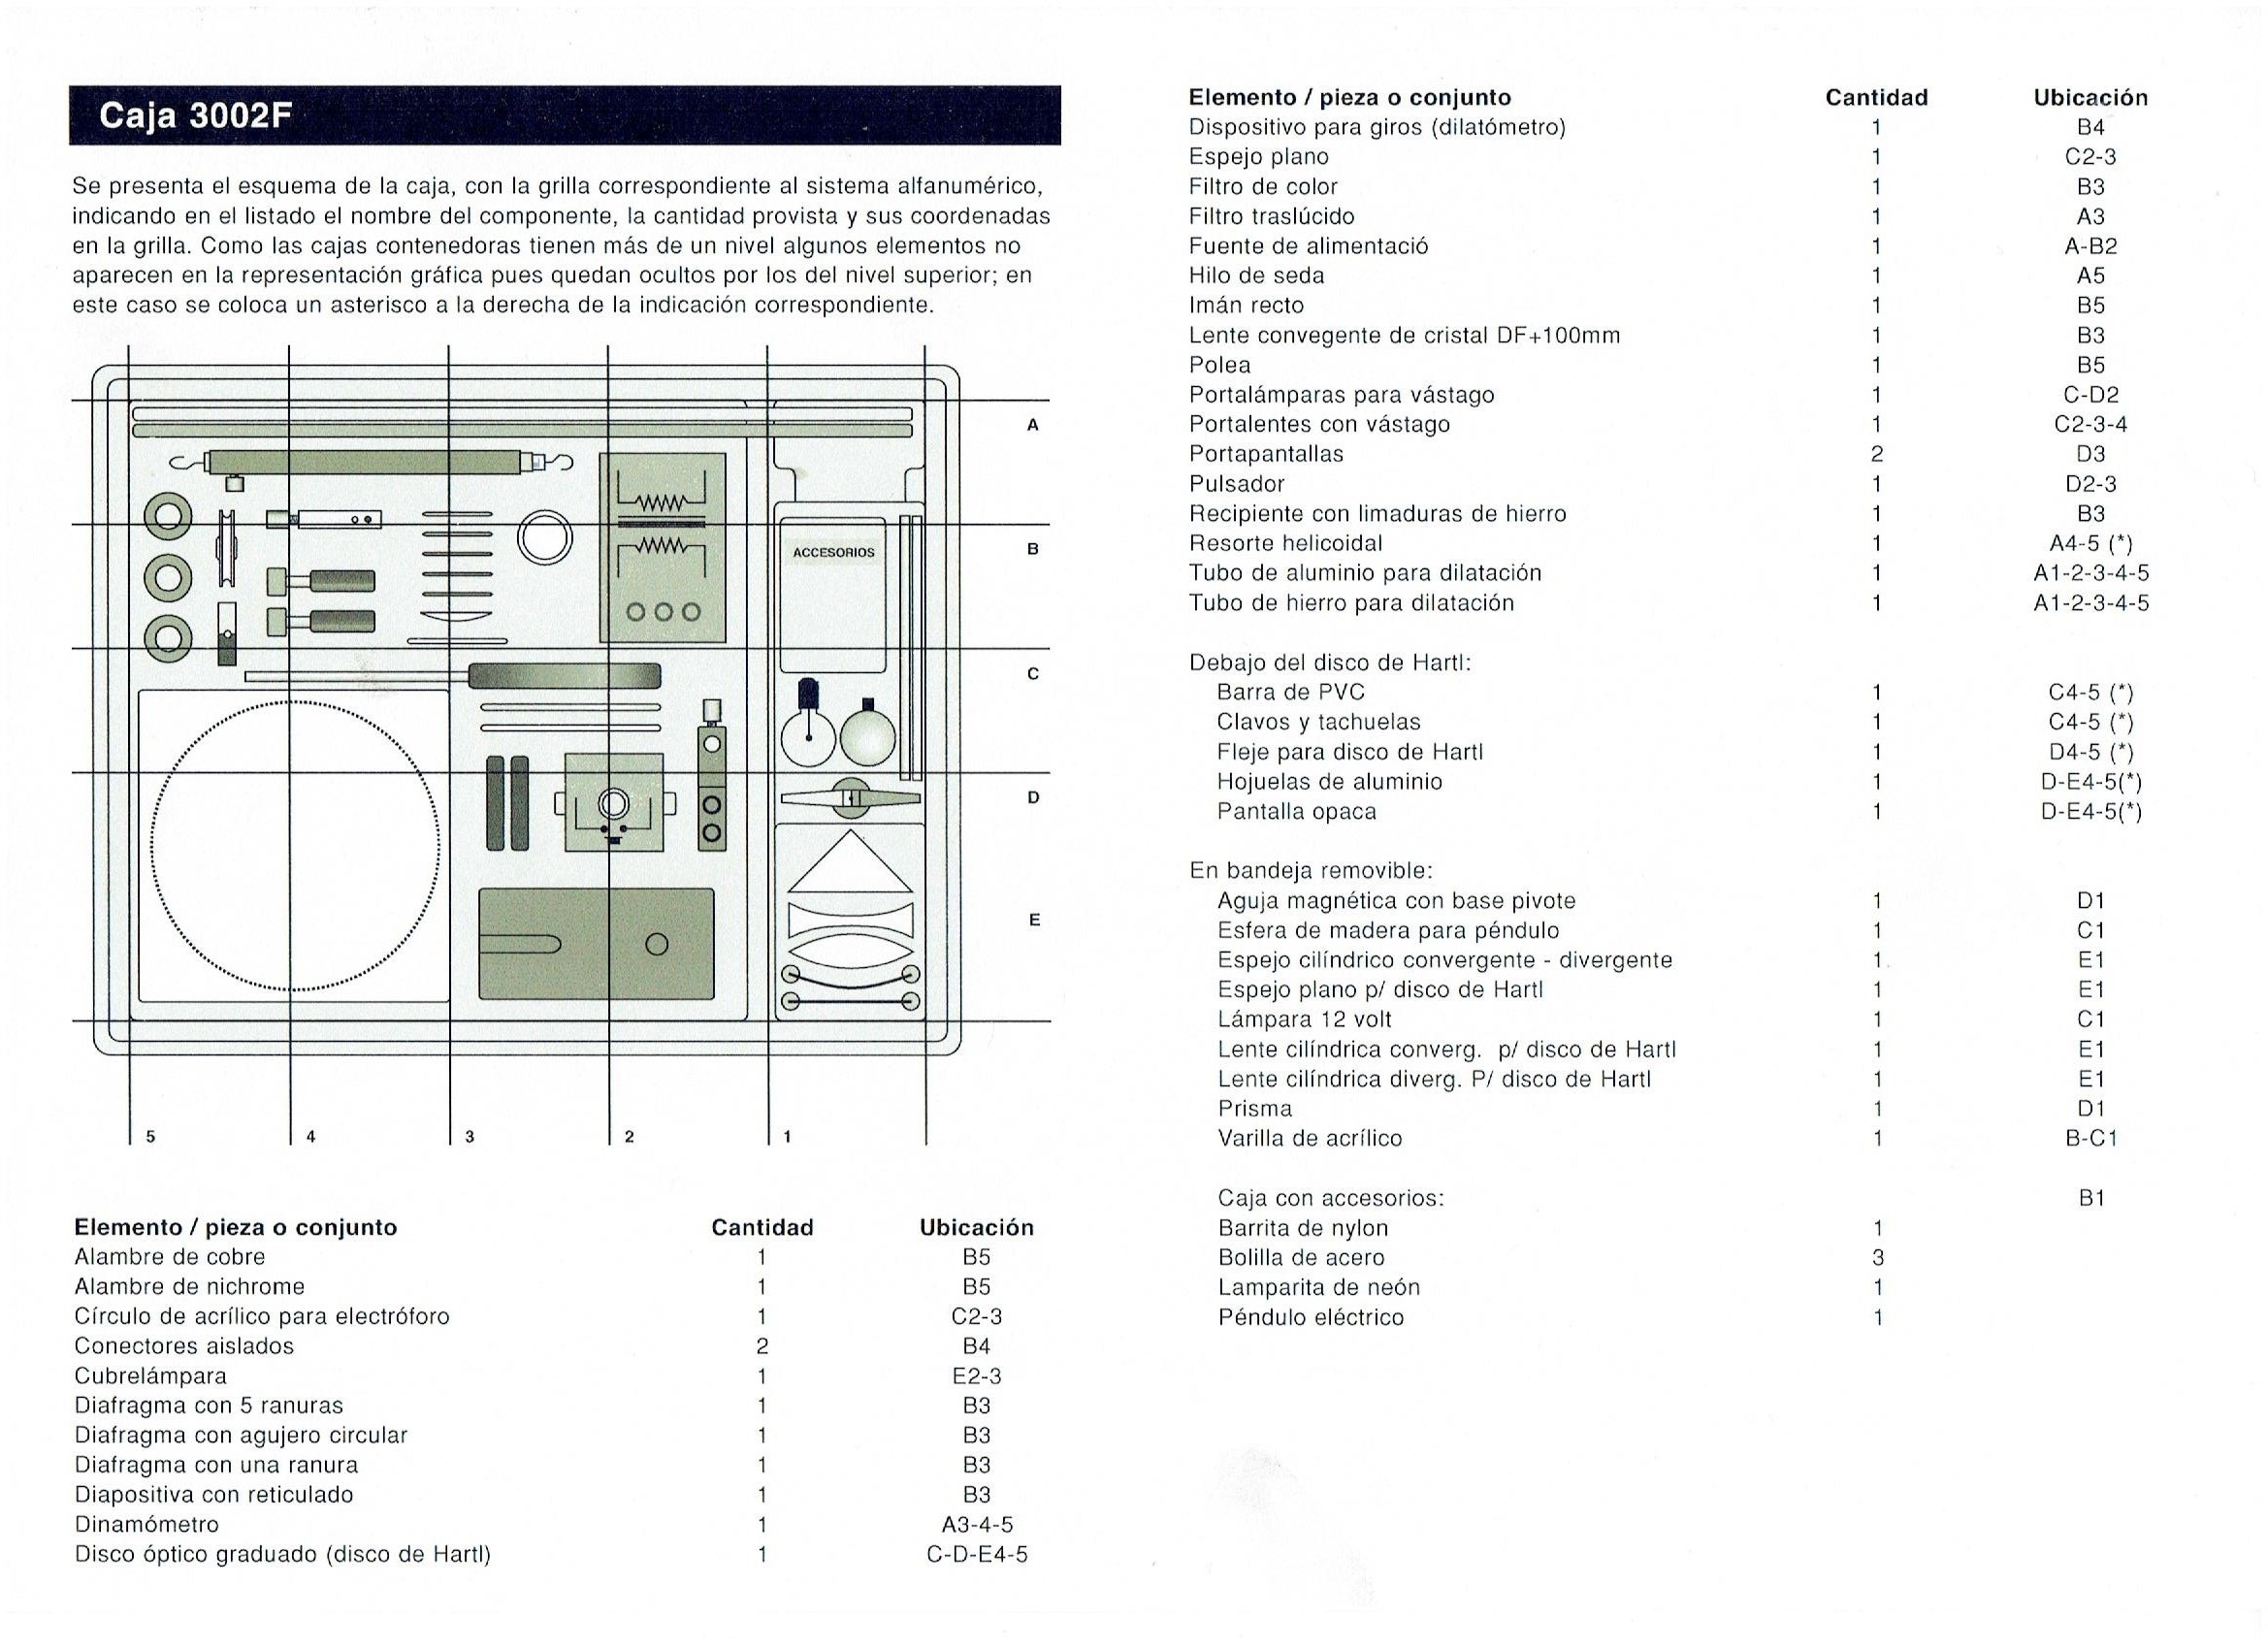 Caja 3002F
Se presenta el esquema de la caja, con la grilla correspondiente al sistema alfanumérico,
indicando en el listado el nombre del componente, la cantidad provista y sus coordenadas
en la grilla. Como las cajas contenedoras tienen más de un nivel algunos elementos no
aparecen en la representación gráfica pues quedan ocultos por los del nivel superior; en
este caso se coloca un asterisco a la derecha de la indicación correspondiente.
A
B
ACCESORIOS
C
D
E
5 4 3 2 1
Elemento / pieza o conjunto Cantidad Ubicación
Alambre de cobre 1 B5
Alambre de nichrome 1 B5
Círculo de acrílico para electróforo 1 C2-3
Conectores aislados 2 B4
Cubrelámpara 1 E2-3
Diafragma con 5 ranuras 1 B3
Diafragma con agujero circular 1 B3
Diafragma con una ranura 1 B3
Diapositiva con reticulado 1 B3
Dinamómetro 1 A3-4-5
Disco óptico graduado (disco de Hartl) 1 C-D-E4-5
Elemento / pieza o conjunto Cantidad Ubicación
Dispositivo para giros (dilatómetro) 1 B4
Espejo plano 1 C2-3
Filtro de color 1 B3
Filtro traslúcido 1 A3
Fuente de alimentació 1 A-B2
Hilo de seda 1 A5
Imán recto 1 B5
Lente convegente de cristal DF+100mm 1 B3
Polea 1 B5
Portalámparas para vástago 1 C-D2
Portalentes con vástago 1 C2-3-4
Portapantallas 2 D3
Pulsador 1 D2-3
Recipiente con limaduras de hierro 1 B3
Resorte helicoidal 1 A4-5 (*)
Tubo de aluminio para dilatación 1 A1-2-3-4-5
Tubo de hierro para dilatación 1 A1-2-3-4-5
Debajo del disco de Hartl:
Barra de PVC 1 C4-5 (*)
Clavos y tachuelas 1 C4-5 (*)
Fleje para disco de Hartl 1 D4-5 (*)
Hojuelas de aluminio 1 D-E4-5(*)
Pantalla opaca 1 D-E4-5(*)
En bandeja removible:
Aguja magnética con base pivote 1 D1
Esfera de madera para péndulo 1 C1
Espejo cilíndrico convergente - divergente 1 E1
Espejo plano p/ disco de Hartl 1 E1
Lámpara 12 volt 1 C1
Lente cilíndrica converg. p/ disco de Hartl 1 E1
Lente cilíndrica diverg. P/ disco de Hartl 1 E1
Prisma 1 D1
Varilla de acrílico 1 B-C1
Caja con accesorios: B1
Barrita de nylon 1
Bolilla de acero 3
Lamparita de neón 1
Péndulo eléctrico 1